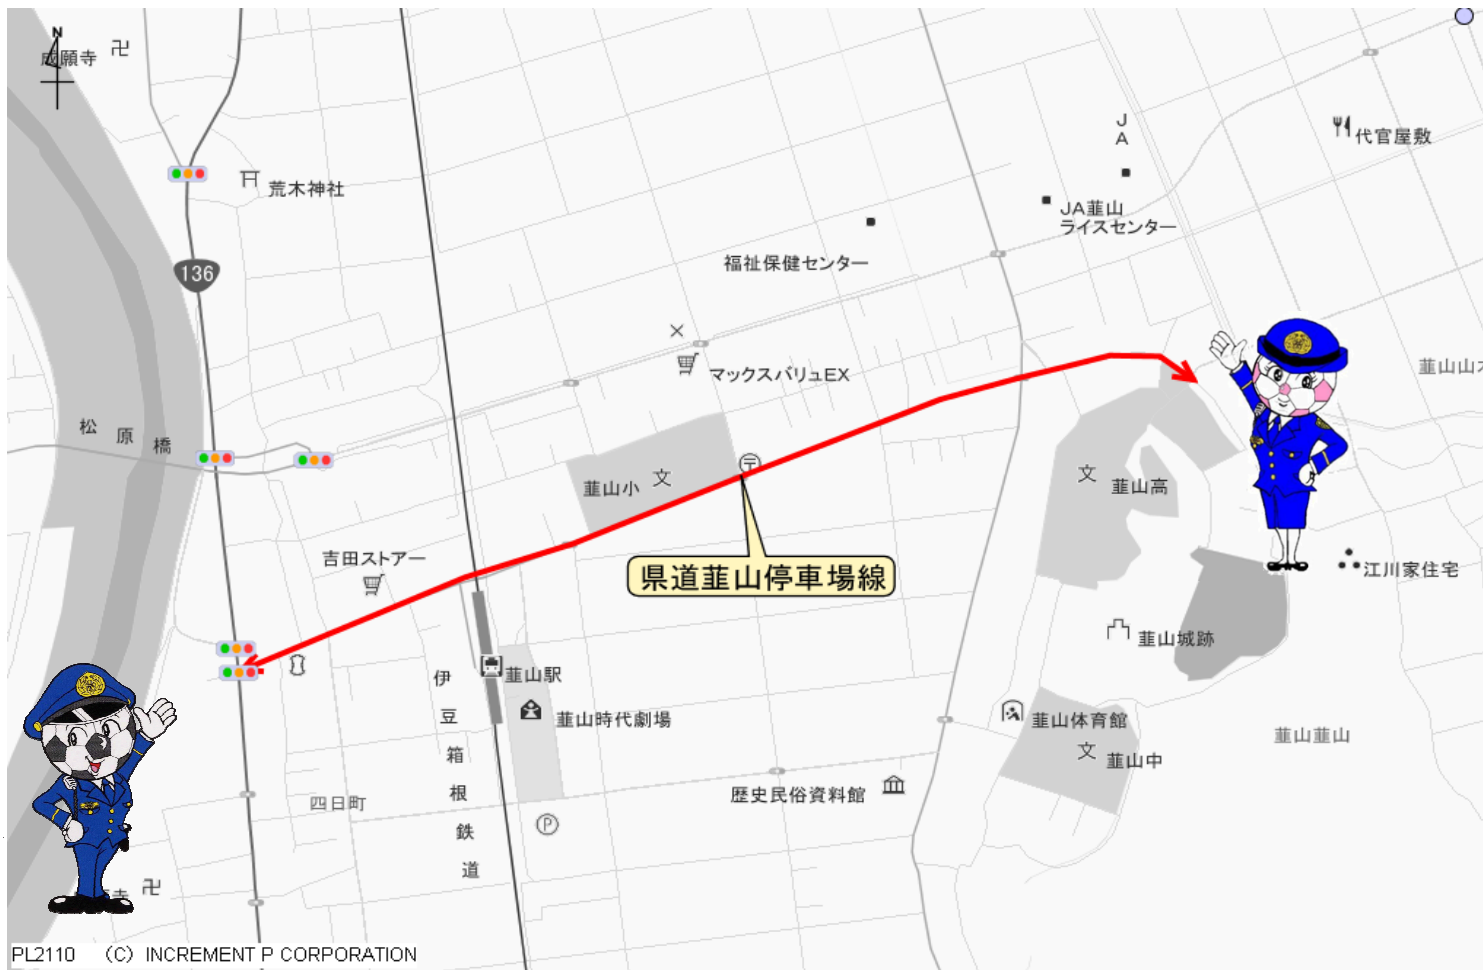 N
成願寺
荒木神社
136
J
A
代官屋敷
JA韮山
ライスセンター
福祉保健センター
マックスバリュEX
韮山山木
松原橋
韮山小
文
文
韮山高
吉田ストアー
県道韮山停車場線
江川家住宅
韮山城跡
韮山駅
伊豆箱根鉄道
韮山時代劇場
韮山体育館
文
韮山中
韮山韮山
歴史民俗資料館
四日町
P
寺
PL2110 (C) INCREMENT P CORPORATION